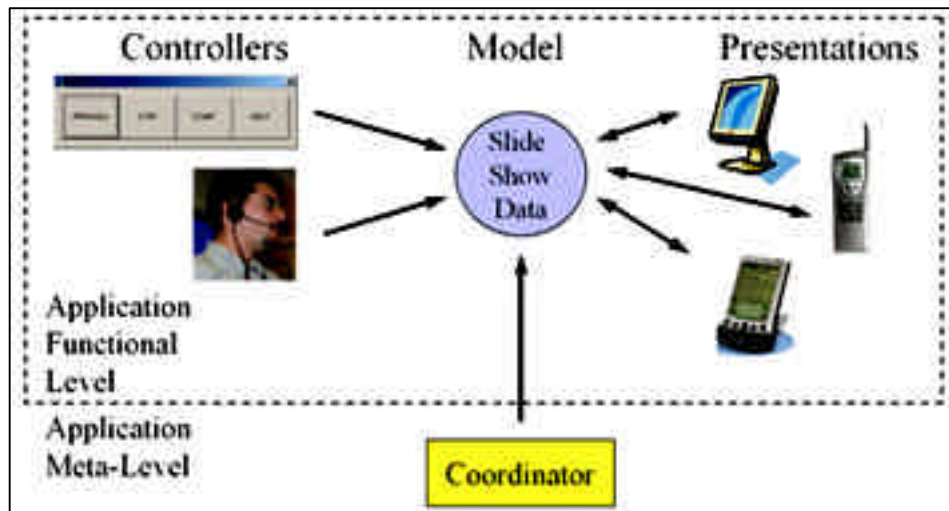 Controllers
Model
Presentations
Slide
Show
Data
Application
Functional
Level
Application
Meta-Level
Coordinator